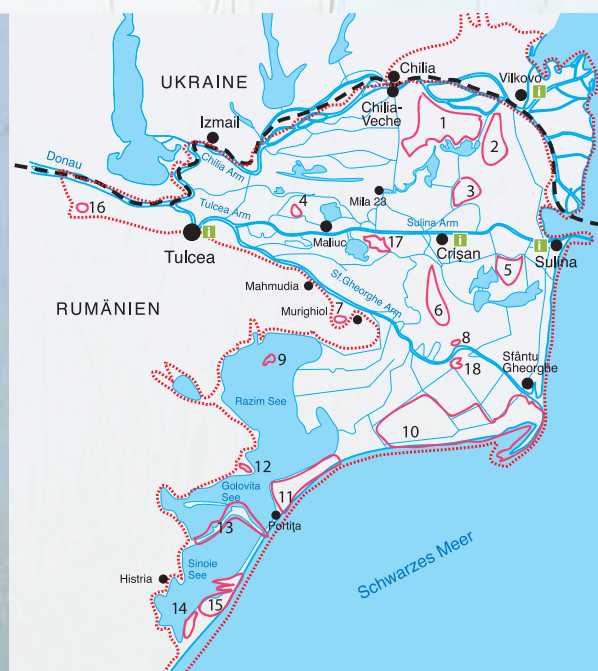 UKRAINE
Chilia
Vilkovo
i
Chilia-
Veche
Izmail
1
2
Donau
Chilia Arm
3
Mila 23
16
Tulcea Arm
4
Sulina Arm
Maliuc
17
i
i
i
Tulcea
Crişan
Sulina
5
Mahmudia
Sf.Gheorghe Arm
RUMÄNIEN
6
7
Murighiol
8
9
18
Sfântu
Gheorghe
Razim See
10
12
Golovita
See
11
13
Portiţa
Sinoie
See
Histria
Schwarzes Meer
14
15